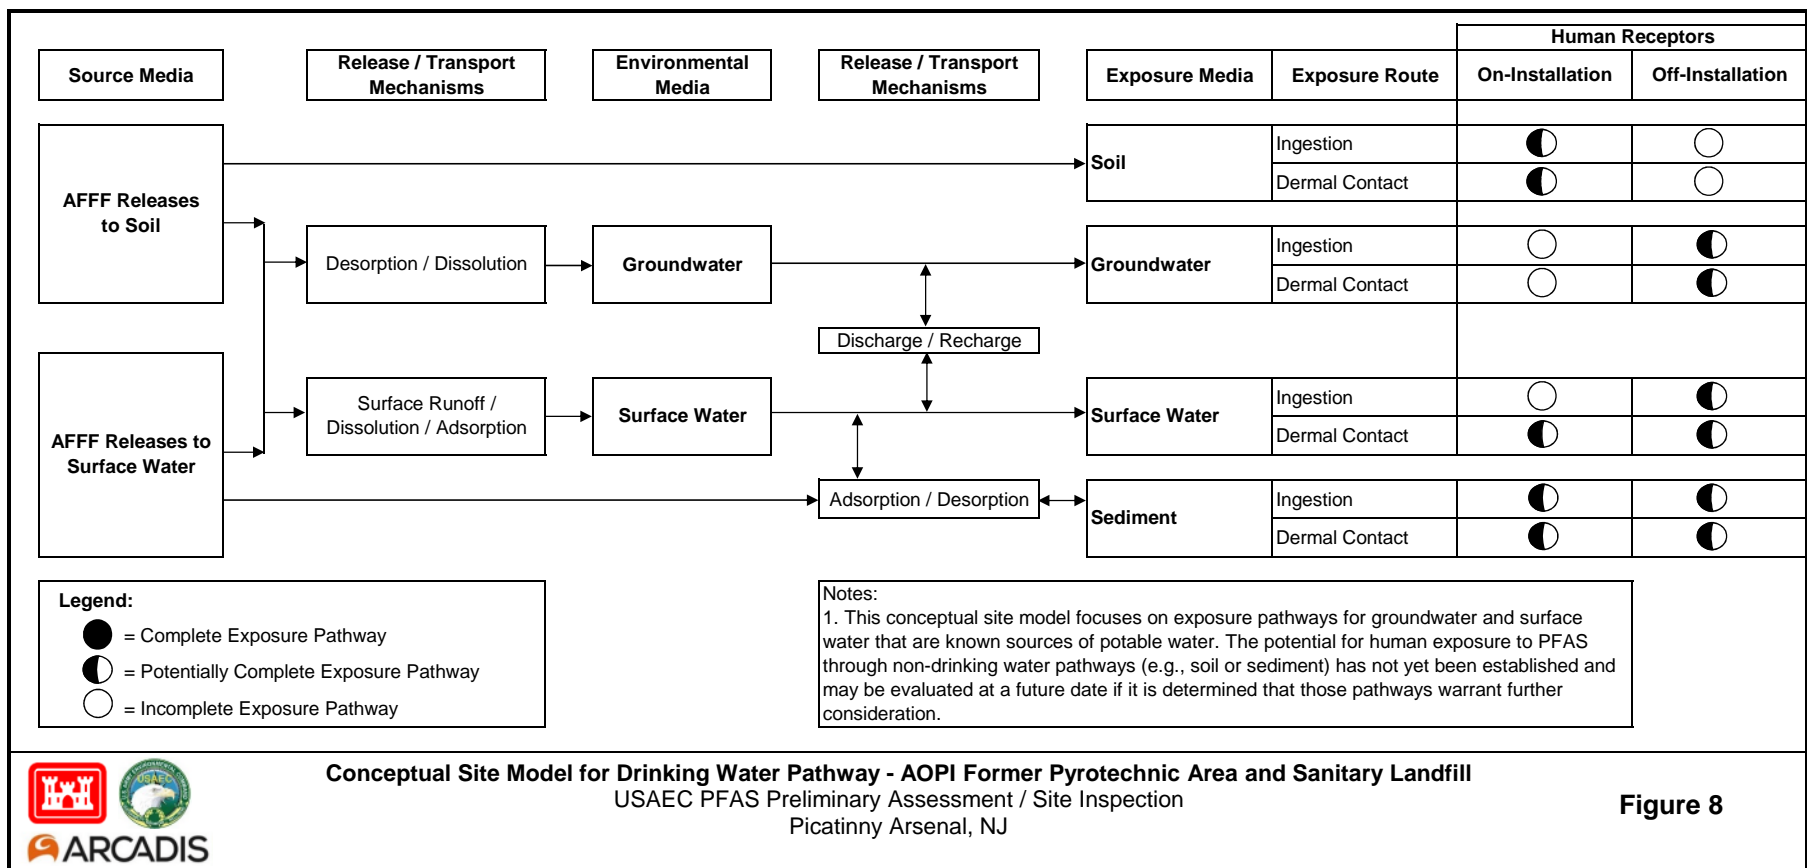 Human Receptors
Source Media
Release / Transport
Mechanisms
Environmental
Media
Release / Transport
Mechanisms
Exposure Media
Exposure Route
On-Installation
Off-Installation
AFFF Releases
to Soil
Soil
Ingestion
Dermal Contact
Desorption / Dissolution
Groundwater
Groundwater
Ingestion
Dermal Contact
Discharge / Recharge
AFFF Releases to
Surface Water
Surface Runoff /
Dissolution / Adsorption
Surface Water
Surface Water
Ingestion
Dermal Contact
Adsorption / Desorption
Sediment
Ingestion
Dermal Contact
Legend:
= Complete Exposure Pathway
= Potentially Complete Exposure Pathway
= Incomplete Exposure Pathway
Notes:
1. This conceptual site model focuses on exposure pathways for groundwater and surface
water that are known sources of potable water. The potential for human exposure to PFAS
through non-drinking water pathways (e.g., soil or sediment) has not yet been established and
may be evaluated at a future date if it is determined that those pathways warrant further
consideration.
USAEC
ARCADIS
Conceptual Site Model for Drinking Water Pathway - AOPI Former Pyrotechnic Area and Sanitary Landfill
USAEC PFAS Preliminary Assessment / Site Inspection
Picatinny Arsenal, NJ
Figure 8